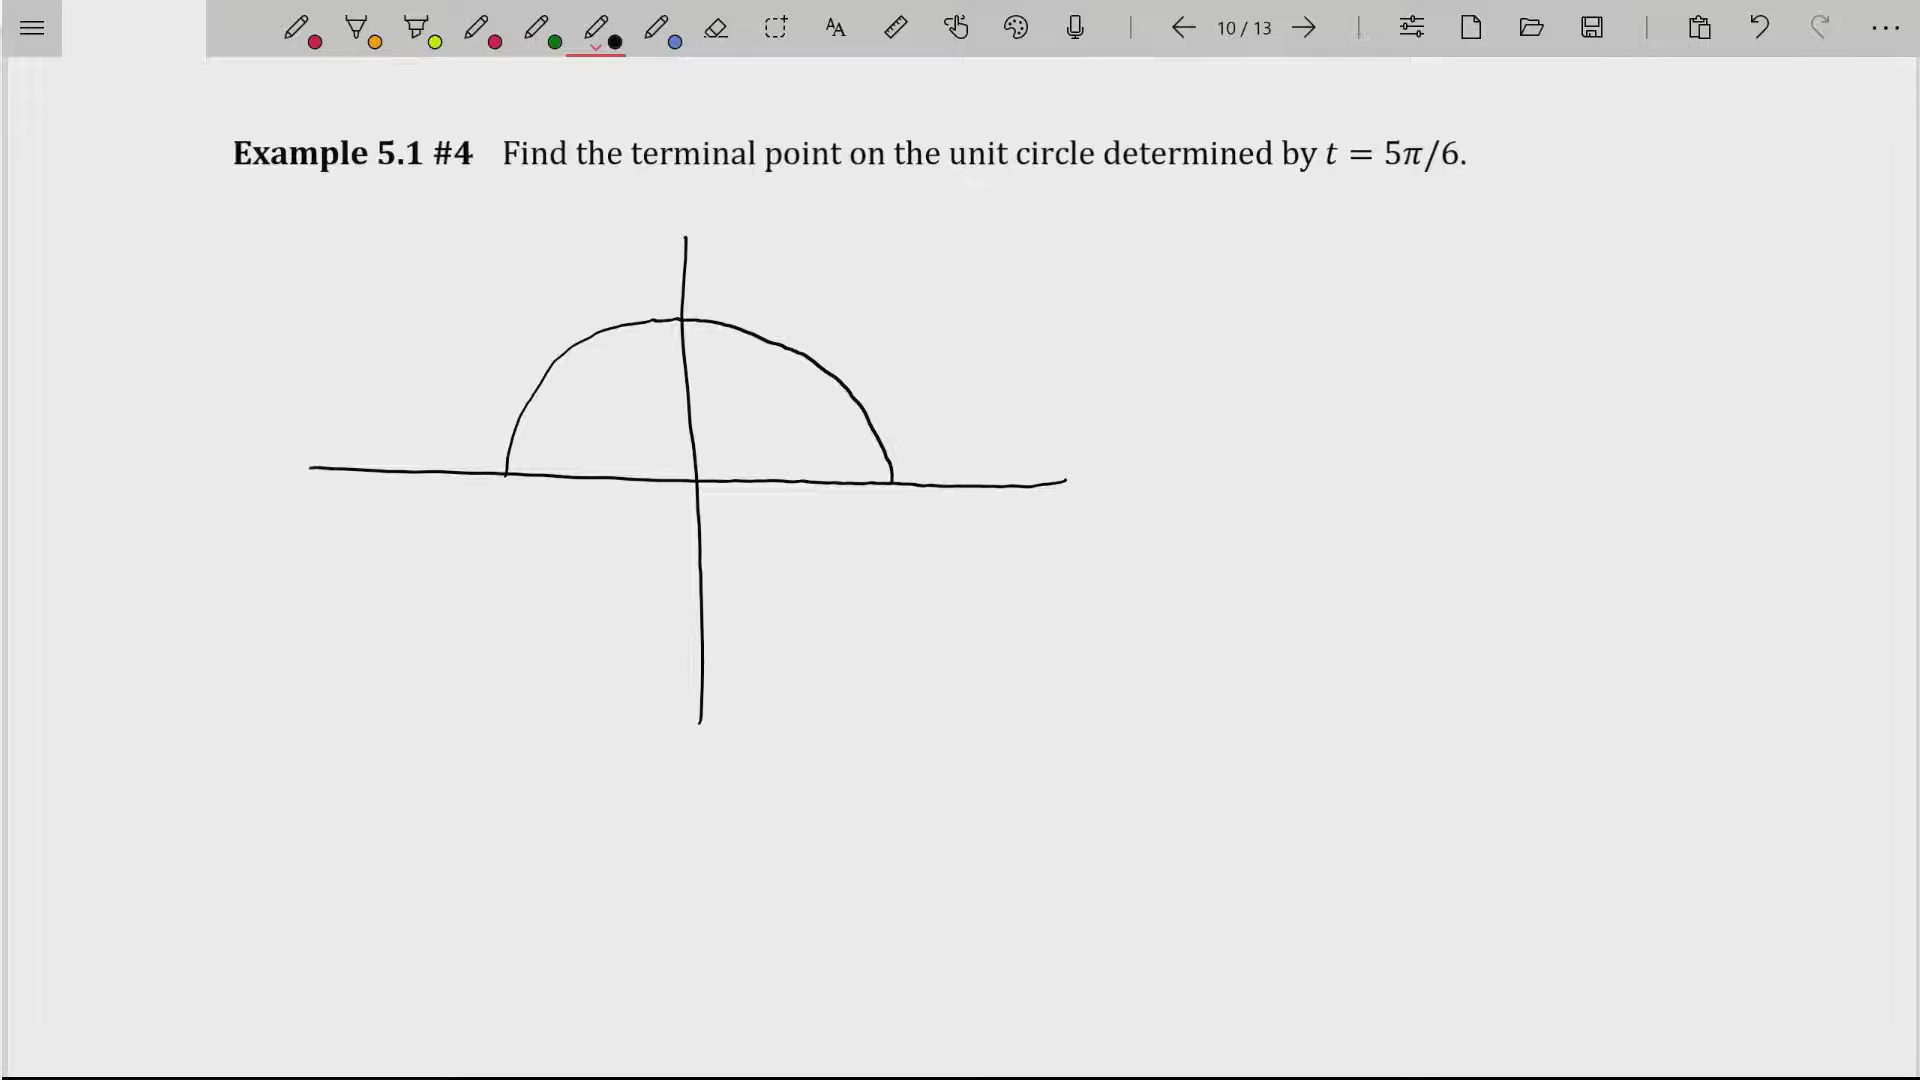 10 / 13
Example 5.1 #4 Find the terminal point on the unit circle determined by t = 5π/6.